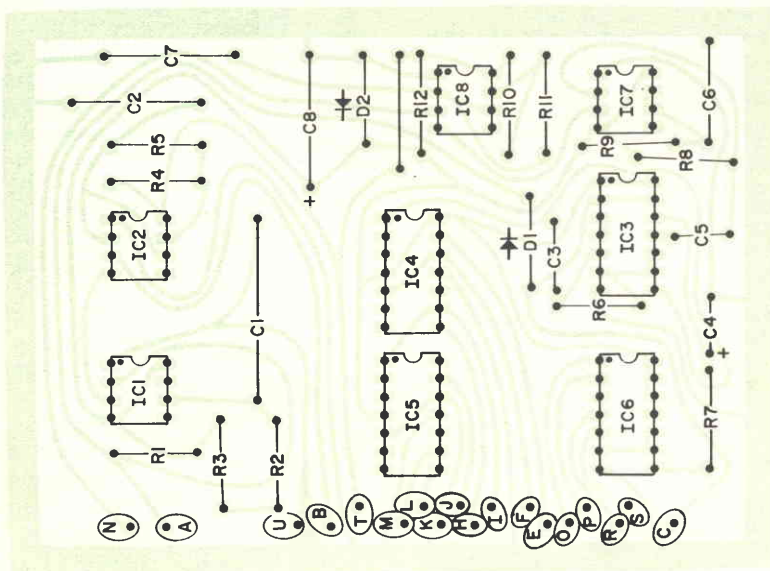 C7
C2
R5
R4
C8
D2
R12
IC8
R10
R11
IC7
C6
R9
R8
IC2
+
IC4
D1
C3
IC3
C5
R6
C1
C4
+
IC1
IC5
IC6
R7
R1
R3
R2
N
A
U
B
T
M
L
K
J
H
I
F
E
O
P
R
S
C